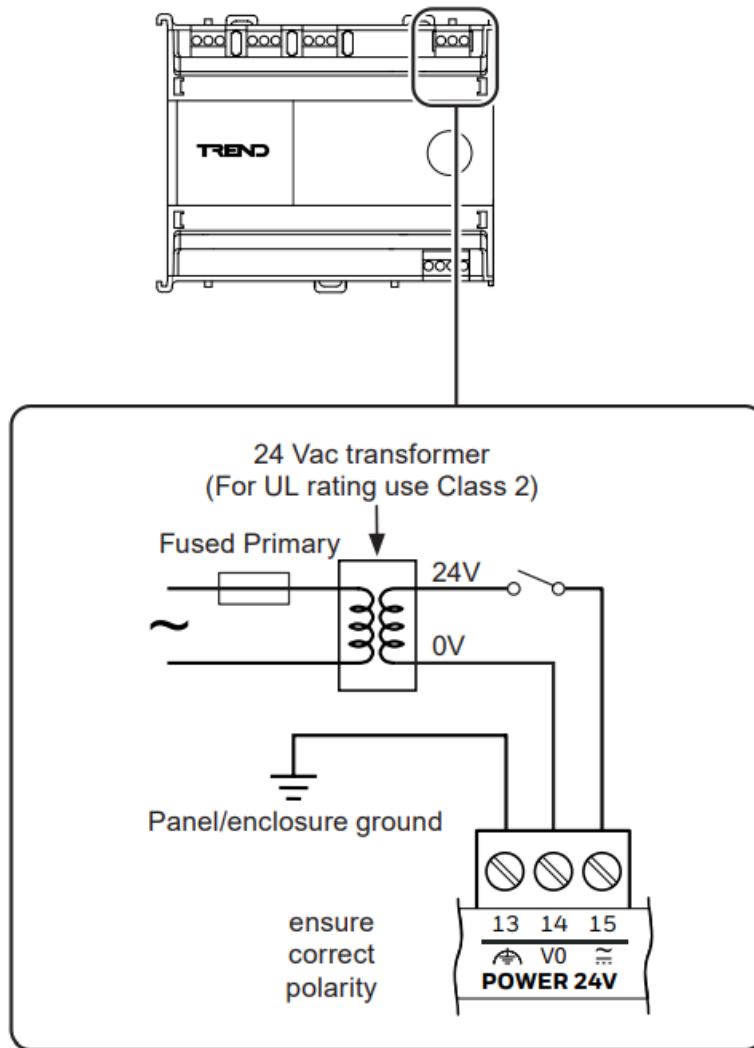 TREND
24 Vac transformer
(For UL rating use Class 2)
Fused Primary
24V
~
0V
Panel/enclosure ground
ensure
correct
polarity
13 14 15
V0
POWER 24V